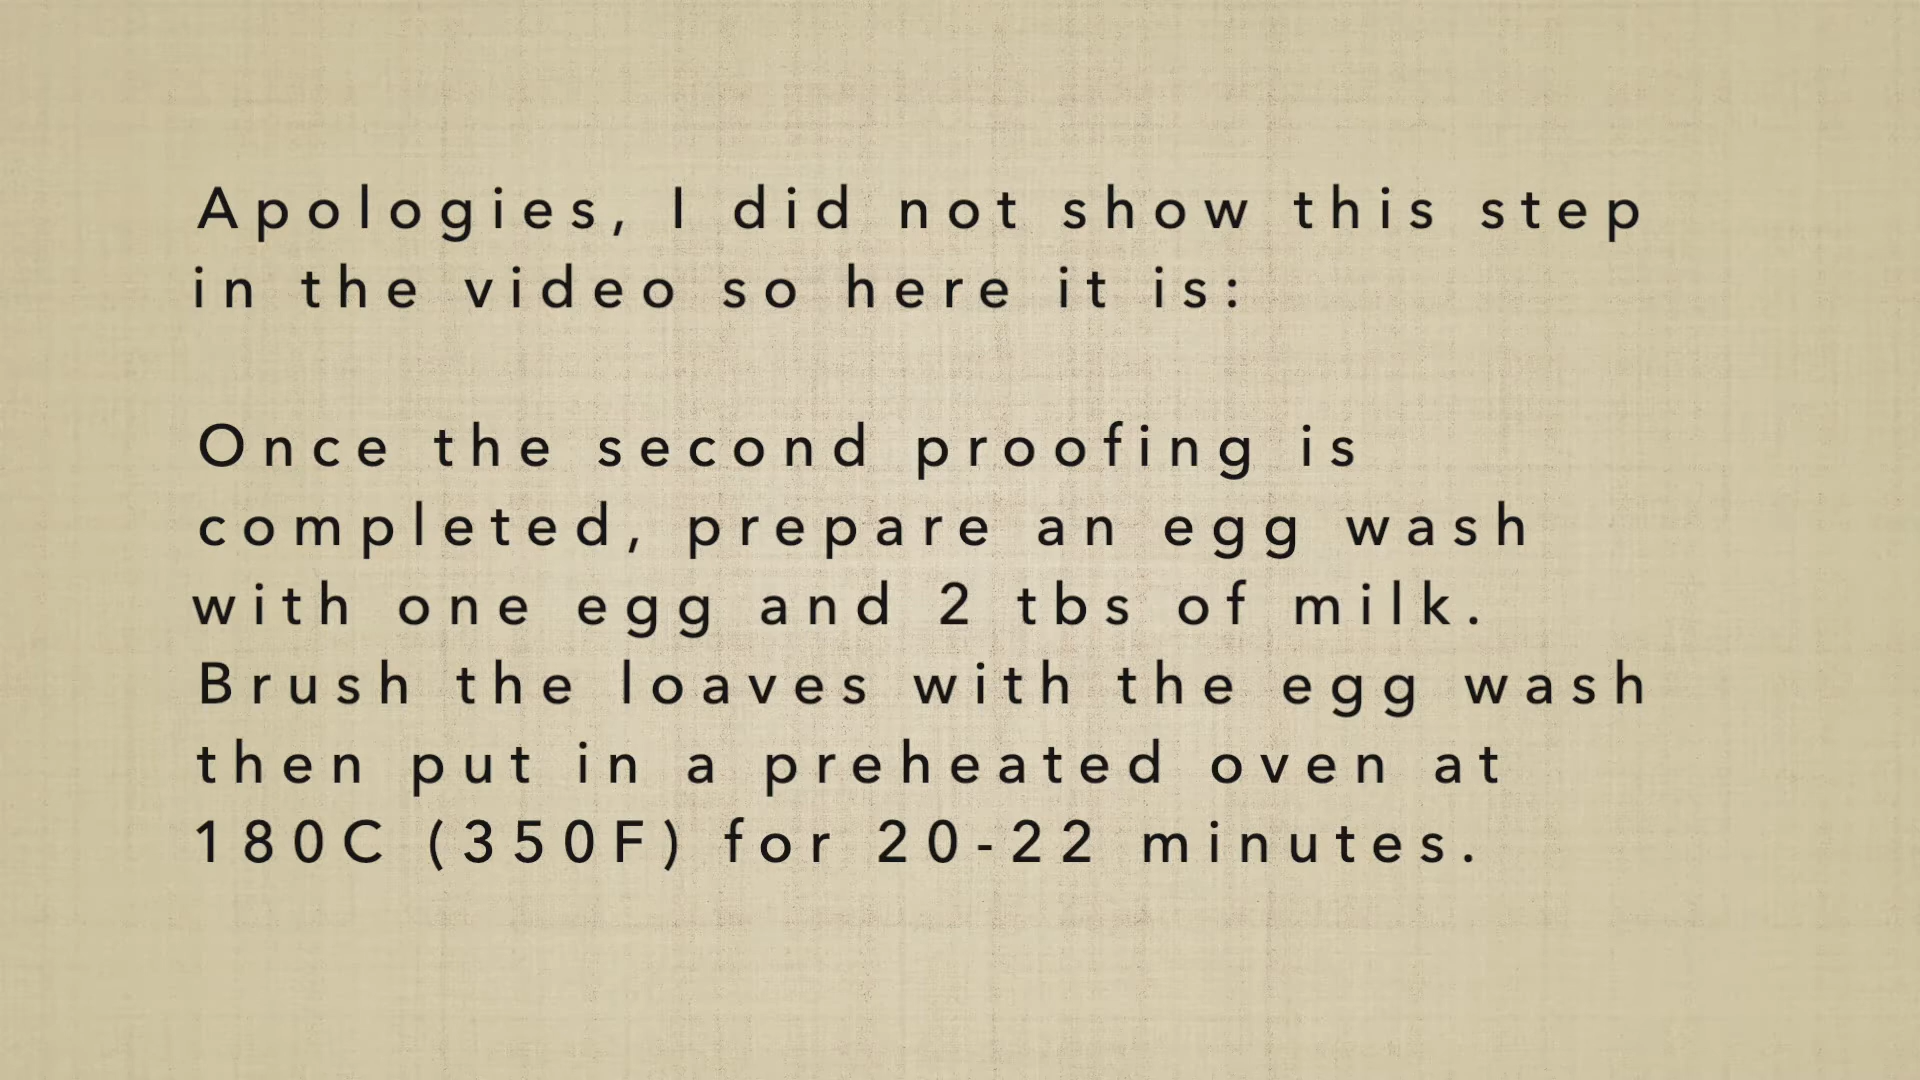 Apologies, I did not show this step
in the video so here it is:
Once the second proofing is
completed, prepare an egg wash
with one egg and 2 tbs of milk.
Brush the loaves with the egg wash
then put in a preheated oven at
180C (350F) for 20-22 minutes.